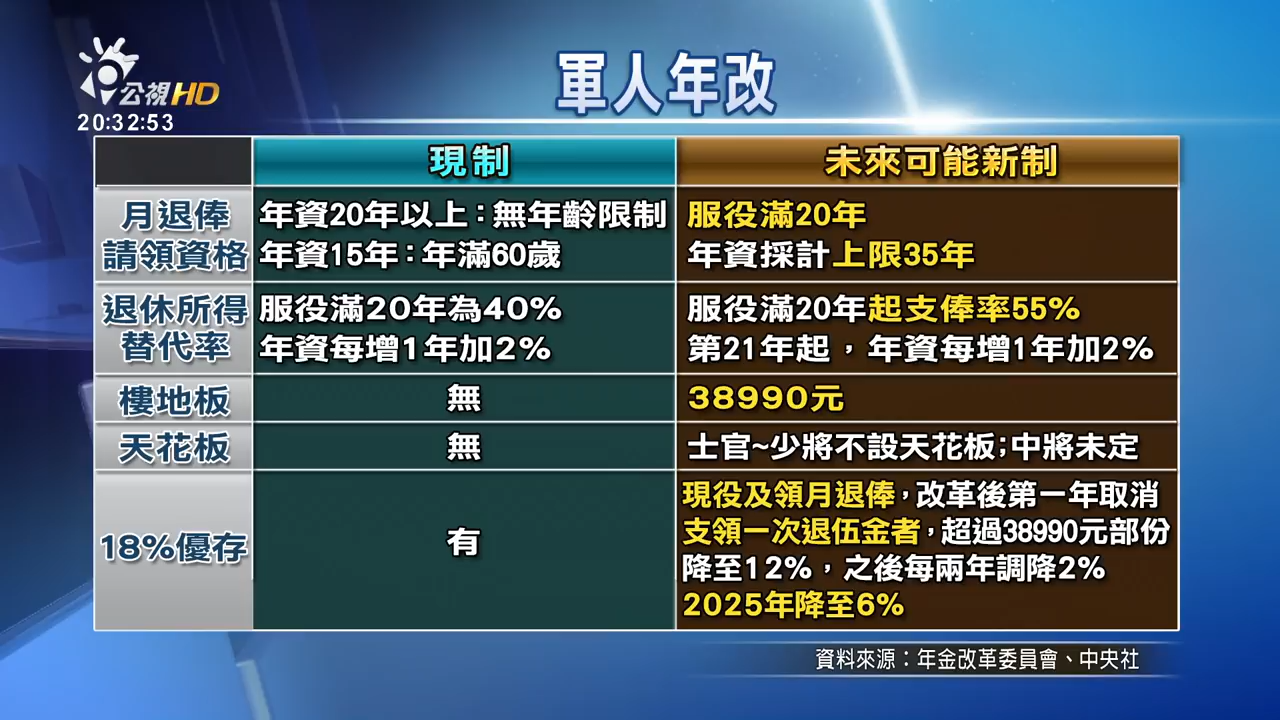 公視HD
20:32:53
軍人年改
現制
未來可能新制
月退俸
請領資格
年資20年以上：無年齡限制
年資15年：年滿60歲
服役滿20年
年資採計上限35年
退休所得
替代率
服役滿20年為40%
年資每增1年加2%
服役滿20年起支俸率55%
第21年起，年資每增1年加2%
樓地板
無
38990元
天花板
無
士官~少將不設天花板;中將未定
18%優存
有
現役及領月退俸，改革後第一年取消
支領一次退伍金者，超過38990元部份
降至12%，之後每兩年調降2%
2025年降至6%
資料來源：年金改革委員會、中央社